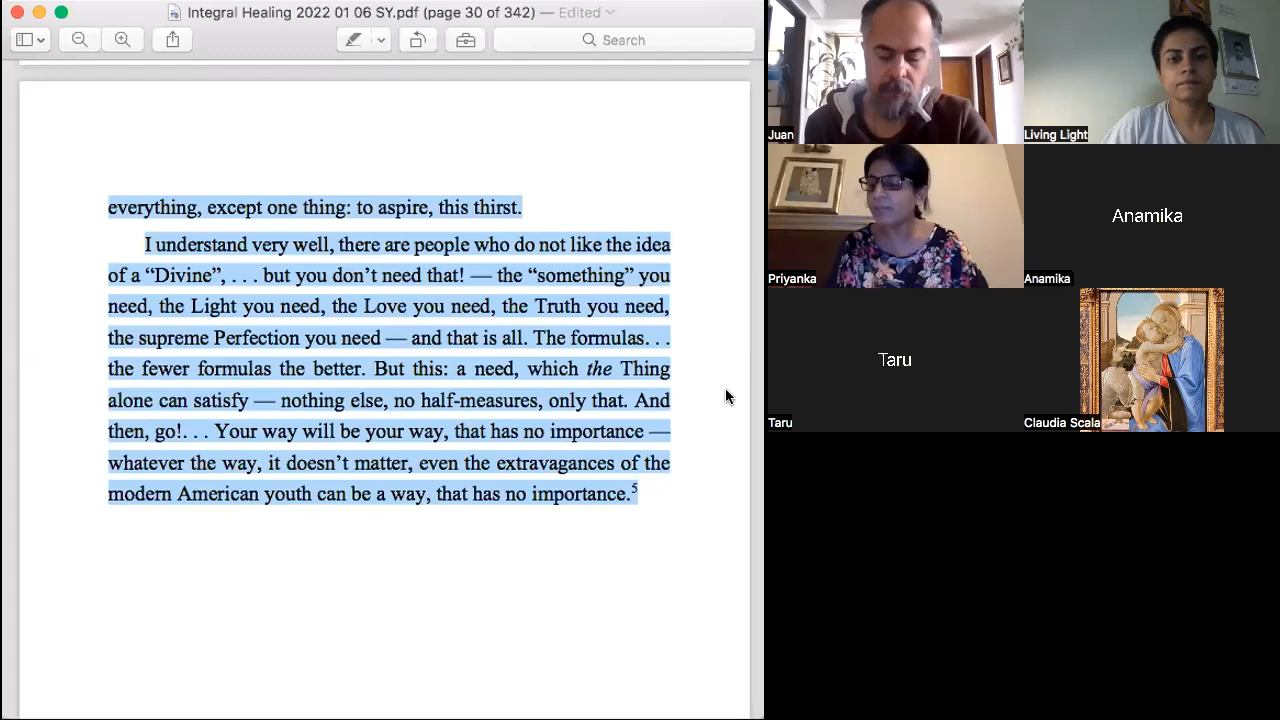 Integral Healing 2022 01 06 SY.pdf (page 30 of 342) — Edited
Search
everything, except one thing: to aspire, this thirst.
I understand very well, there are people who do not like the idea
of a “Divine”, . . . but you don’t need that! — the “something” you
need, the Light you need, the Love you need, the Truth you need,
the supreme Perfection you need — and that is all. The formulas. . .
the fewer formulas the better. But this: a need, which the Thing
alone can satisfy — nothing else, no half-measures, only that. And
then, go!. . . Your way will be your way, that has no importance —
whatever the way, it doesn’t matter, even the extravagances of the
modern American youth can be a way, that has no importance.5
Juan
Living Light
Priyanka
Anamika
Anamika
Taru
Taru
Claudia Scala